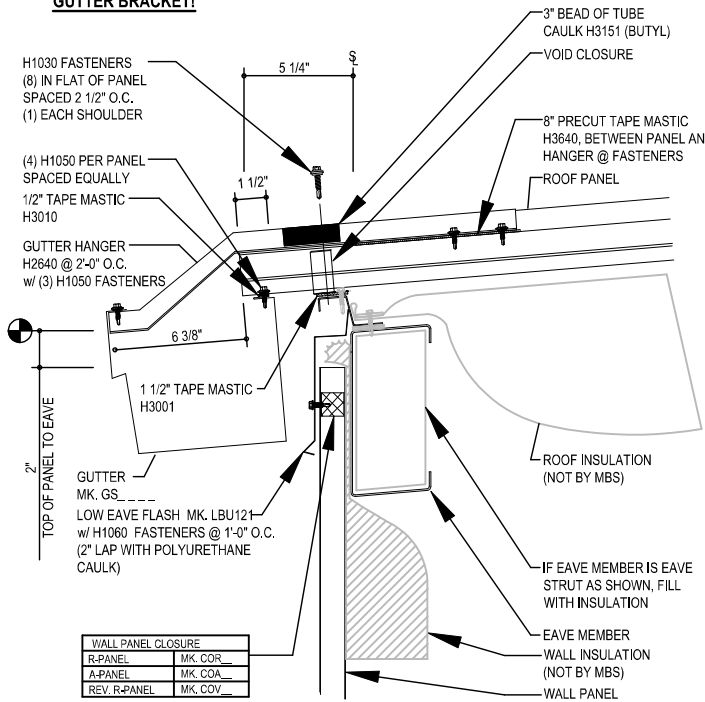 GUTTER BRACKET!
3" BEAD OF TUBE
CAULK H3151 (BUTYL)
VOID CLOSURE
H1030 FASTENERS
(8) IN FLAT OF PANEL
SPACED 2 1/2" O.C.
(1) EACH SHOULDER
5 1/4"
8" PRECUT TAPE MASTIC
H3640, BETWEEN PANEL AN
HANGER @ FASTENERS
ROOF PANEL
(4) H1050 PER PANEL
SPACED EQUALLY
1 1/2"
1/2" TAPE MASTIC
H3010
GUTTER HANGER
H2640 @ 2'-0" O.C.
w/ (3) H1050 FASTENERS
6 3/8"
1 1/2" TAPE MASTIC
H3001
2"
TOP OF PANEL TO EAVE
GUTTER
MK. GS_ _ _ _
LOW EAVE FLASH MK. LBU121
w/ H1060 FASTENERS @ 1'-0" O.C.
(2" LAP WITH POLYURETHANE
CAULK)
ROOF INSULATION
(NOT BY MBS)
IF EAVE MEMBER IS EAVE
STRUT AS SHOWN, FILL
WITH INSULATION
EAVE MEMBER
WALL INSULATION
(NOT BY MBS)
WALL PANEL
WALL PANEL CLOSURE
R-PANEL MK. COR__
A-PANEL MK. COA__
REV. R-PANEL MK. COV__